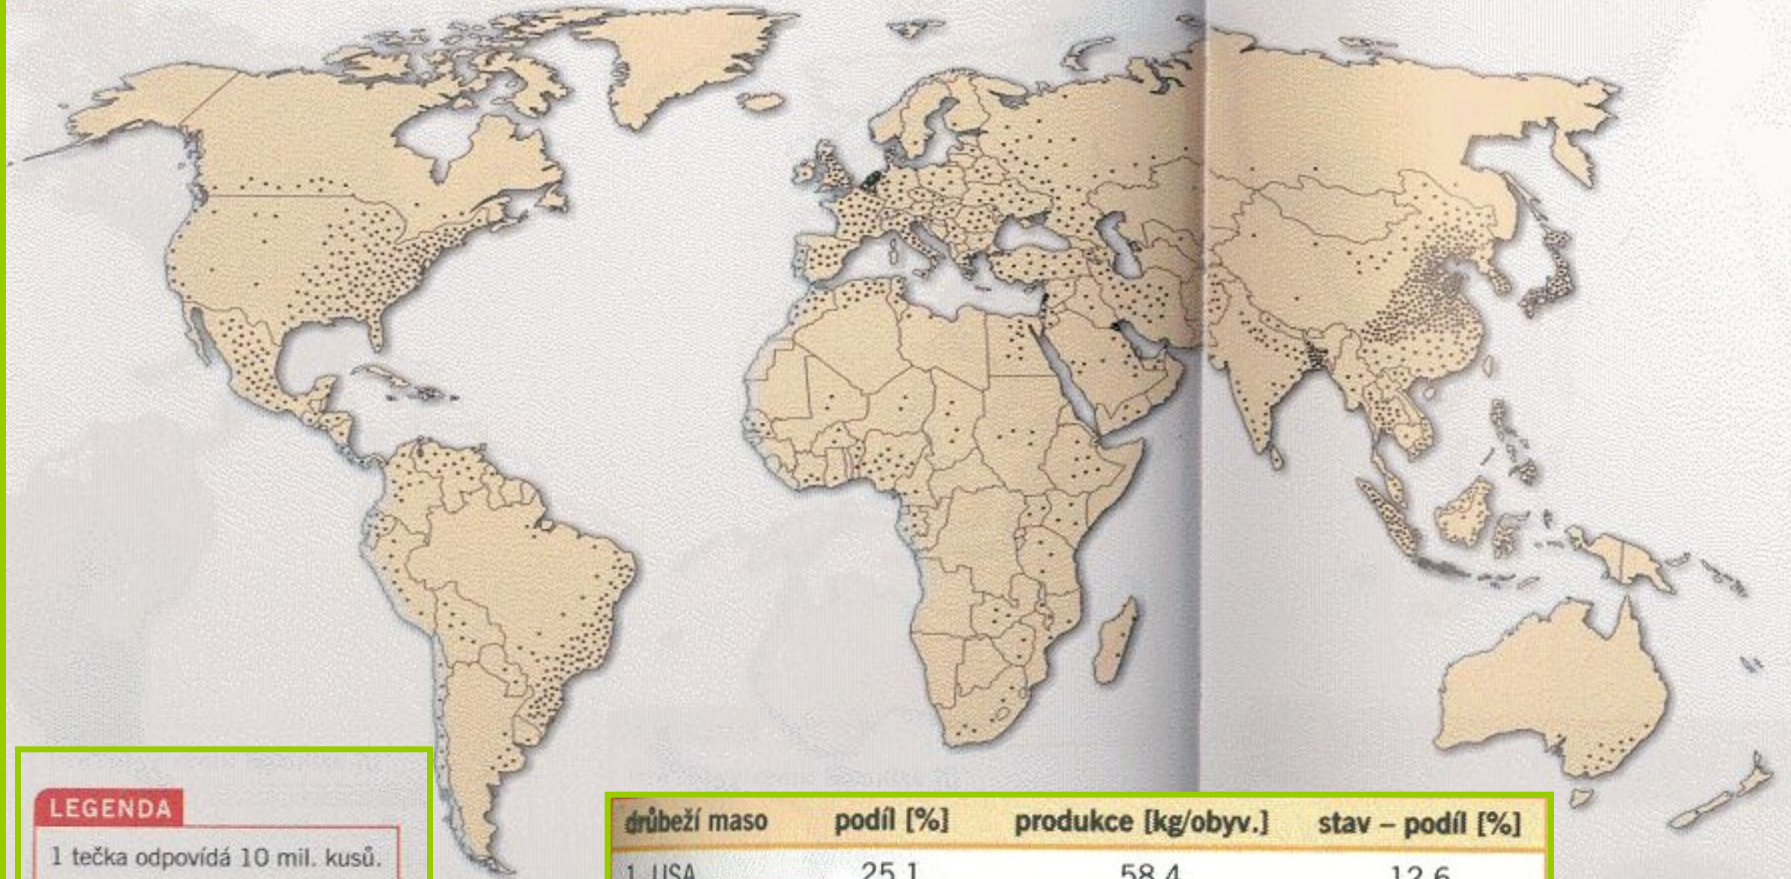 LEGENDA
1 tečka odpovídá 10 mil. kusů.
drůbeží maso podíl [%] produkce [kg/obyv.] stav – podíl [%]
1. USA 25,1 58,4 12,6